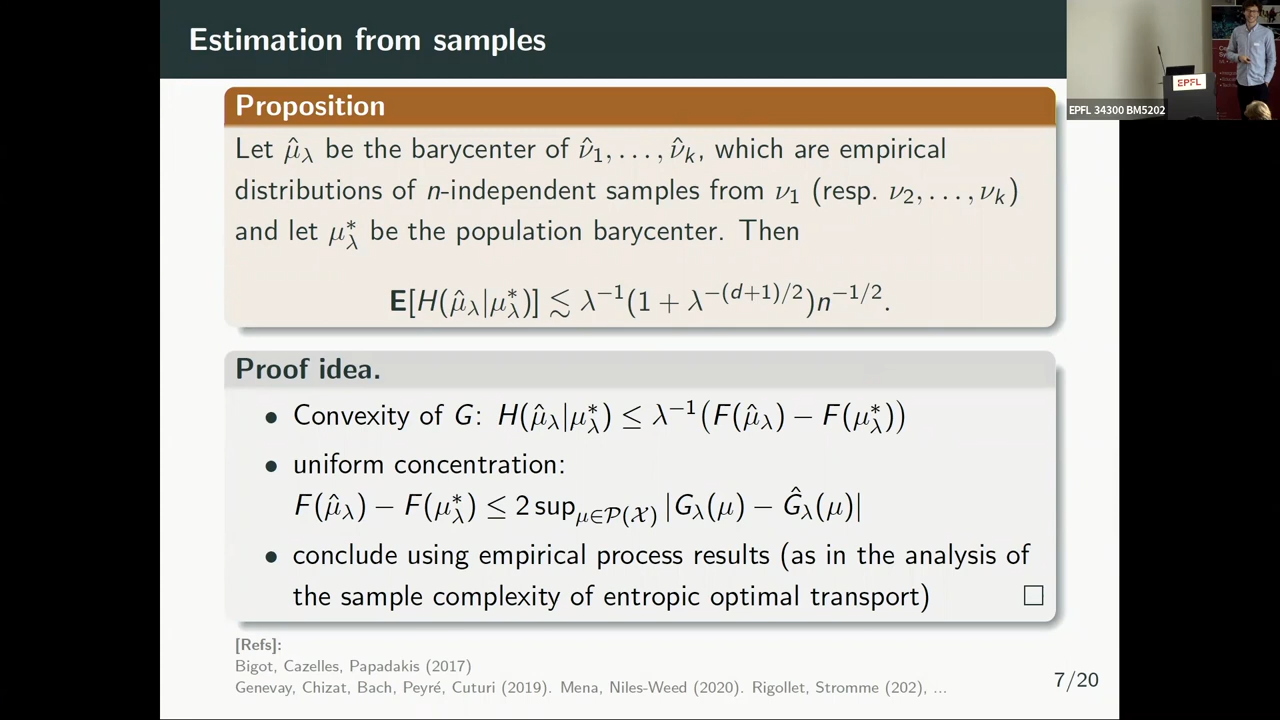 Estimation from samples
Proposition
Let μ̂_λ be the barycenter of ν̂₁, . . . , ν̂_k, which are empirical
distributions of n-independent samples from ν₁ (resp. ν₂, . . . , ν_k)
and let μ*_λ be the population barycenter. Then
E[H(μ̂_λ|μ*_λ)] ≲ λ⁻¹(1 + λ^{-(d+1)/2})n^{-1/2}.
Proof idea.
• Convexity of G: H(μ̂_λ|μ*_λ) ≤ λ⁻¹(F(μ̂_λ) − F(μ*_λ))
• uniform concentration:
F(μ̂_λ) − F(μ*_λ) ≤ 2 sup_{μ∈𝒫(𝒳)} |G_λ(μ) − Ĝ_λ(μ)|
• conclude using empirical process results (as in the analysis of
the sample complexity of entropic optimal transport) □
[Refs]:
Bigot, Cazelles, Papadakis (2017)
Genevay, Chizat, Bach, Peyré, Cuturi (2019). Mena, Niles-Weed (2020). Rigollet, Stromme (202), ...
7/20
EPFL
EPFL 34300 BM5202